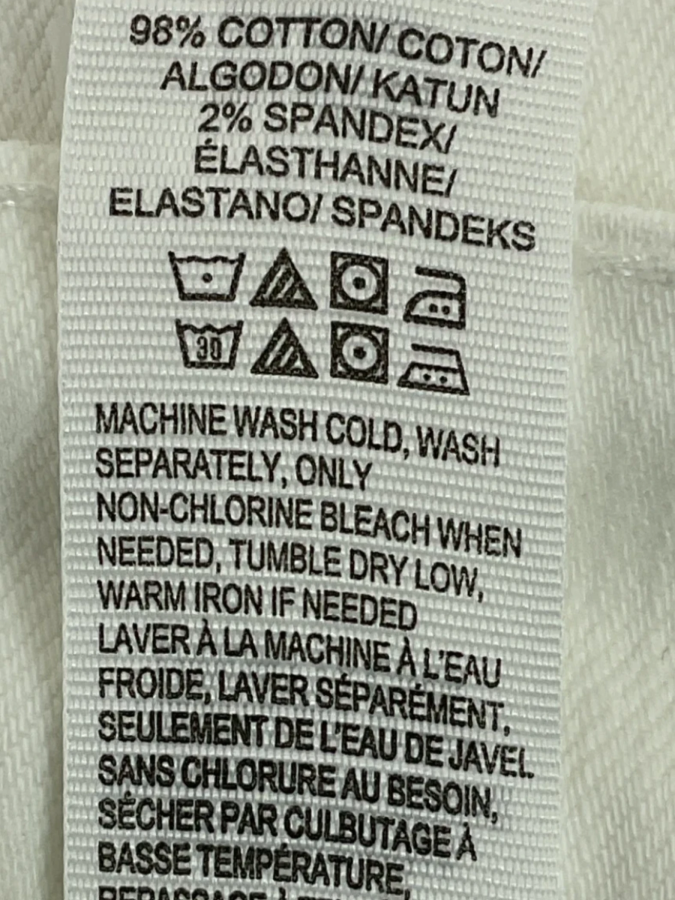 98% COTTON/ COTON/
ALGODON/ KATUN
2% SPANDEX/
ÉLASTHANNE/
ELASTANO/ SPANDEKS
30
MACHINE WASH COLD, WASH
SEPARATELY, ONLY
NON-CHLORINE BLEACH WHEN
NEEDED, TUMBLE DRY LOW,
WARM IRON IF NEEDED
LAVER À LA MACHINE À L'EAU
FROIDE, LAVER SÉPARÉMENT,
SEULEMENT DE L'EAU DE JAVEL
SANS CHLORURE AU BESOIN,
SÉCHER PAR CULBUTAGE À
BASSE TEMPÉRATURE,